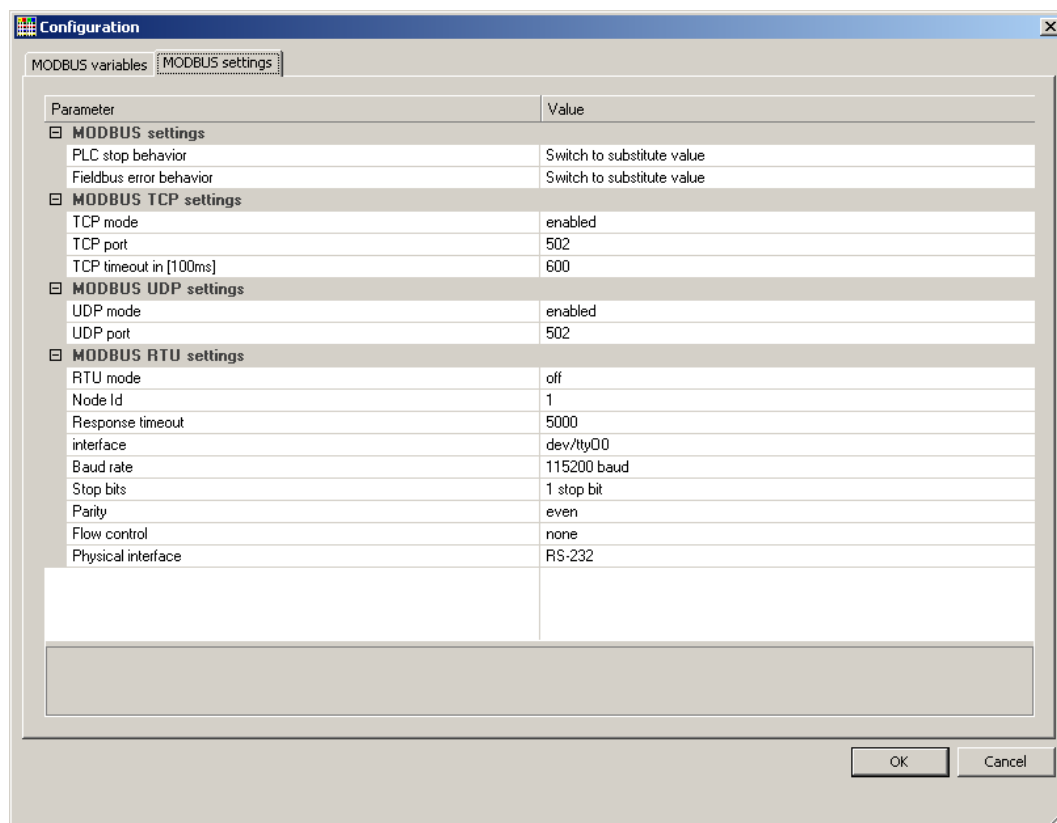 Configuration
MODBUS variables MODBUS settings
Parameter Value
MODBUS settings
PLC stop behavior Switch to substitute value
Fieldbus error behavior Switch to substitute value
MODBUS TCP settings
TCP mode enabled
TCP port 502
TCP timeout in [100ms] 600
MODBUS UDP settings
UDP mode enabled
UDP port 502
MODBUS RTU settings
RTU mode off
Node Id 1
Response timeout 5000
interface dev/ttyO0
Baud rate 115200 baud
Stop bits 1 stop bit
Parity even
Flow control none
Physical interface RS-232
OK Cancel